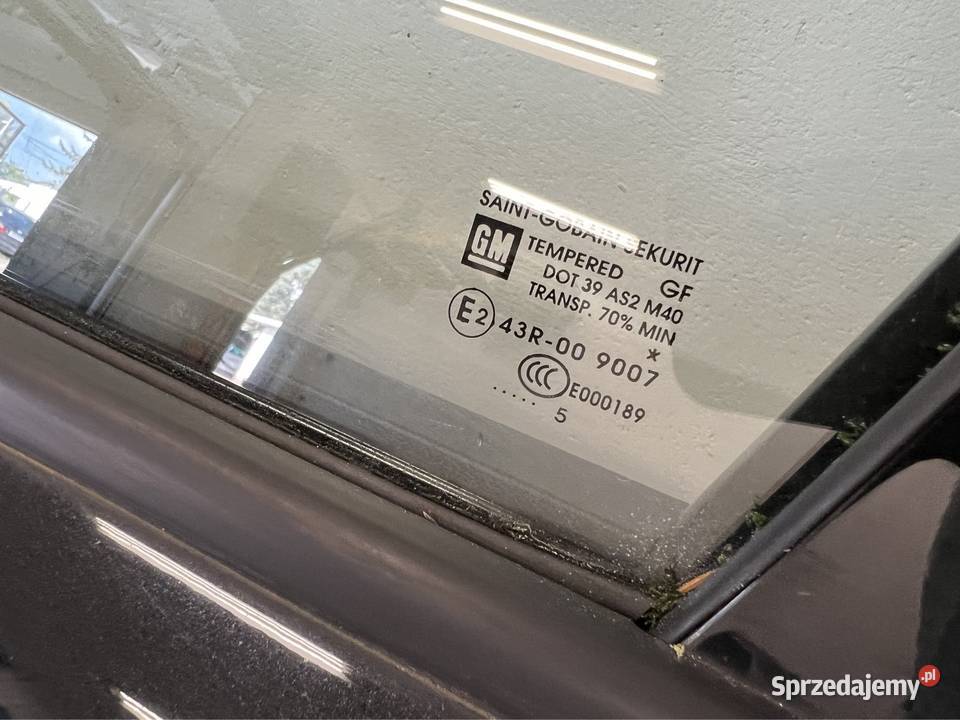 SAINT-GOBAIN SEKURIT
GM TEMPERED GF
DOT 39 AS2 M40
TRANSP. 70% MIN
E2 43R-00 9007 *
CCC E000189
..... 5
Sprzedajemy.pl